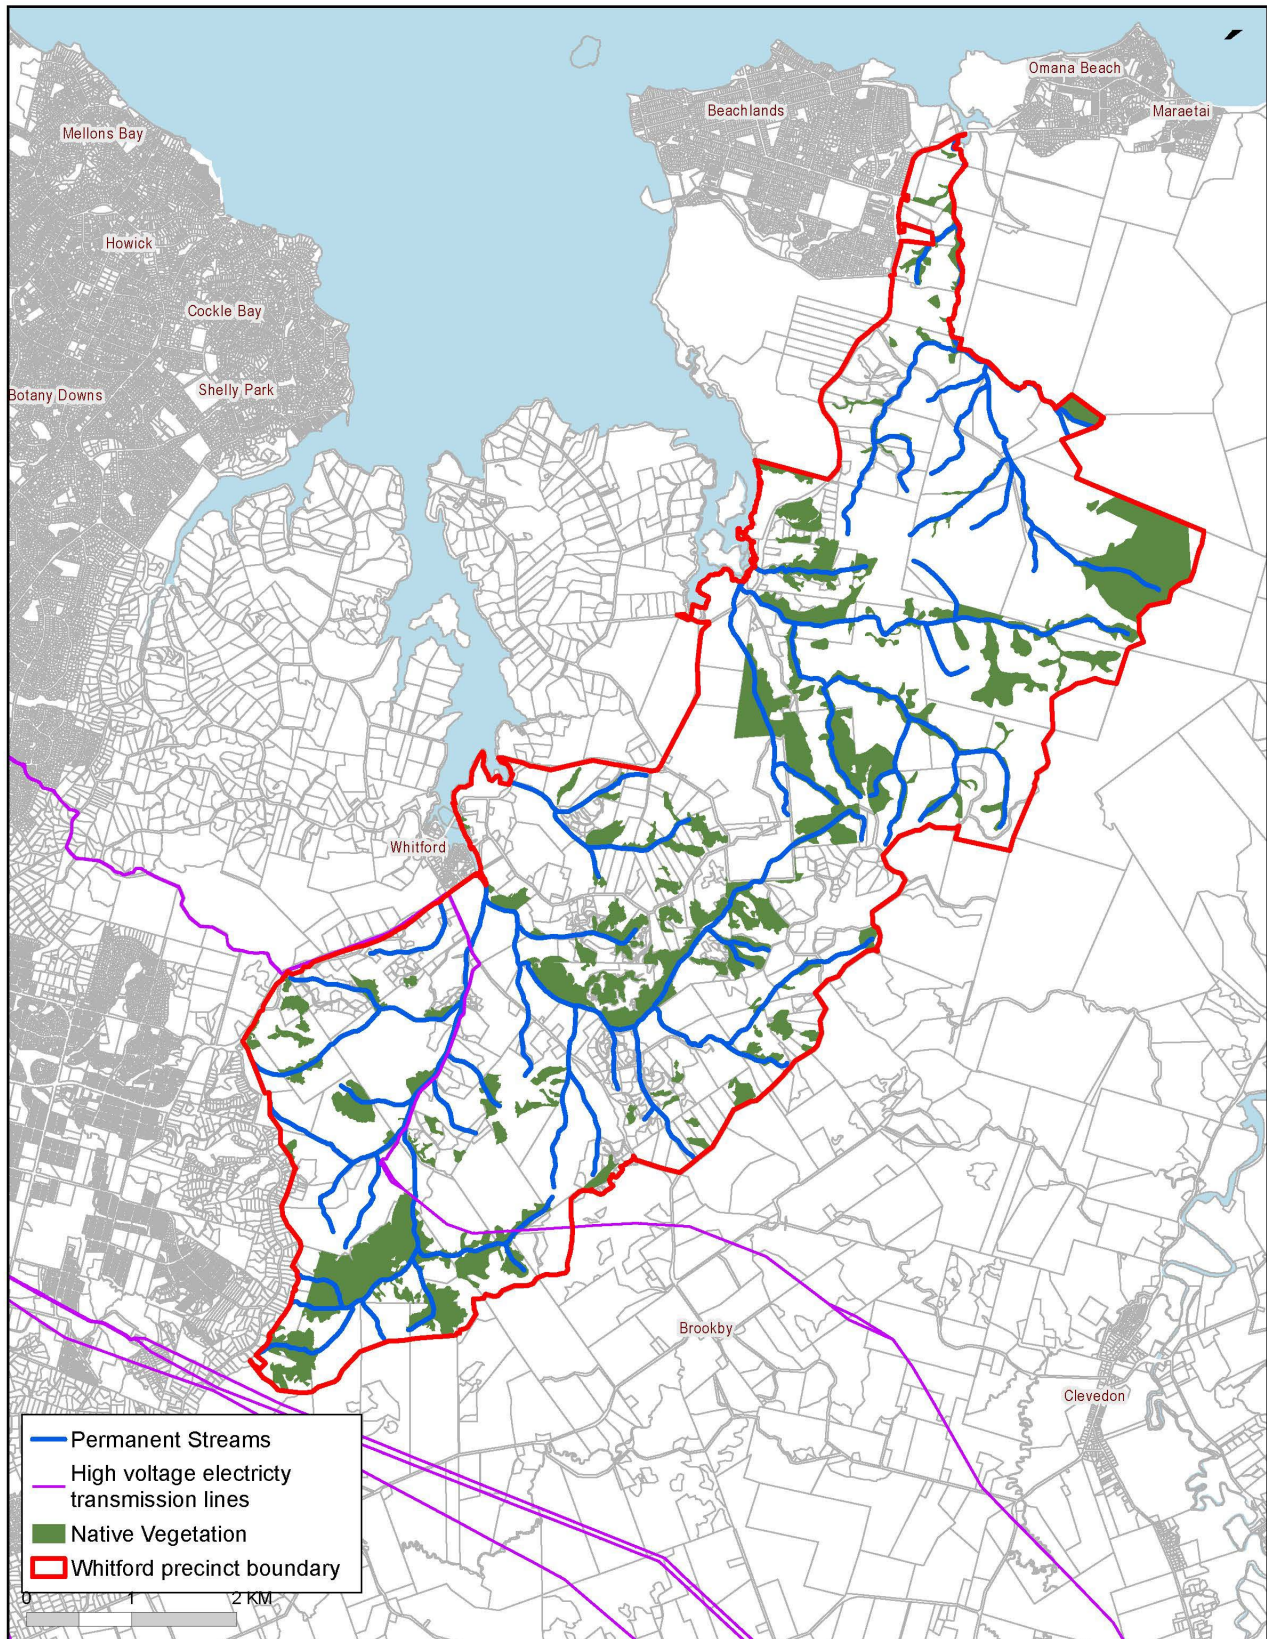 Omana Beach
Beachlands
Maraetai
Mellons Bay
Howick
Cockle Bay
Shelly Park
Botany Downs
Whitford
Brookby
Clevedon
Permanent Streams
High voltage electricty
transmission lines
Native Vegetation
Whitford precinct boundary
0 1 2 KM